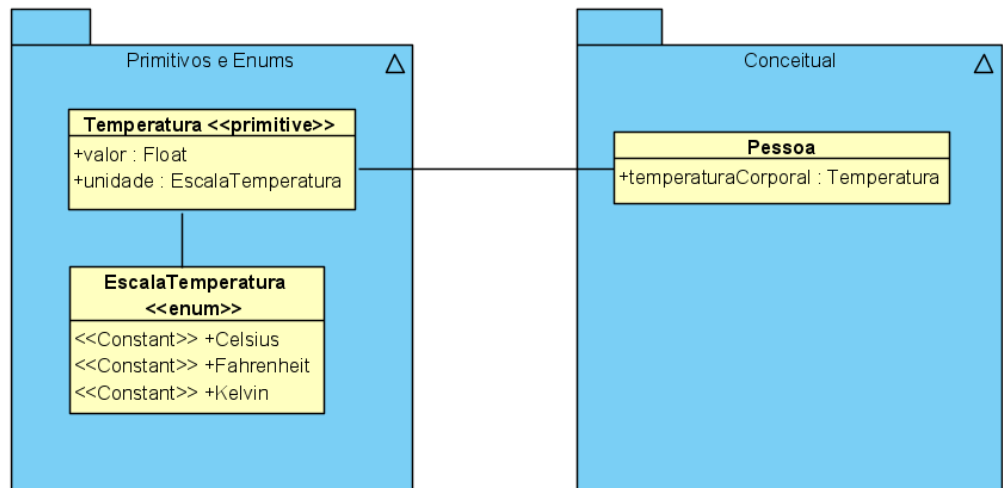 Primitivos e Enums
Temperatura <<primitive>>
+valor : Float
+unidade : EscalaTemperatura
EscalaTemperatura
<<enum>>
<<Constant>> +Celsius
<<Constant>> +Fahrenheit
<<Constant>> +Kelvin
Conceitual
Pessoa
+temperaturaCorporal : Temperatura